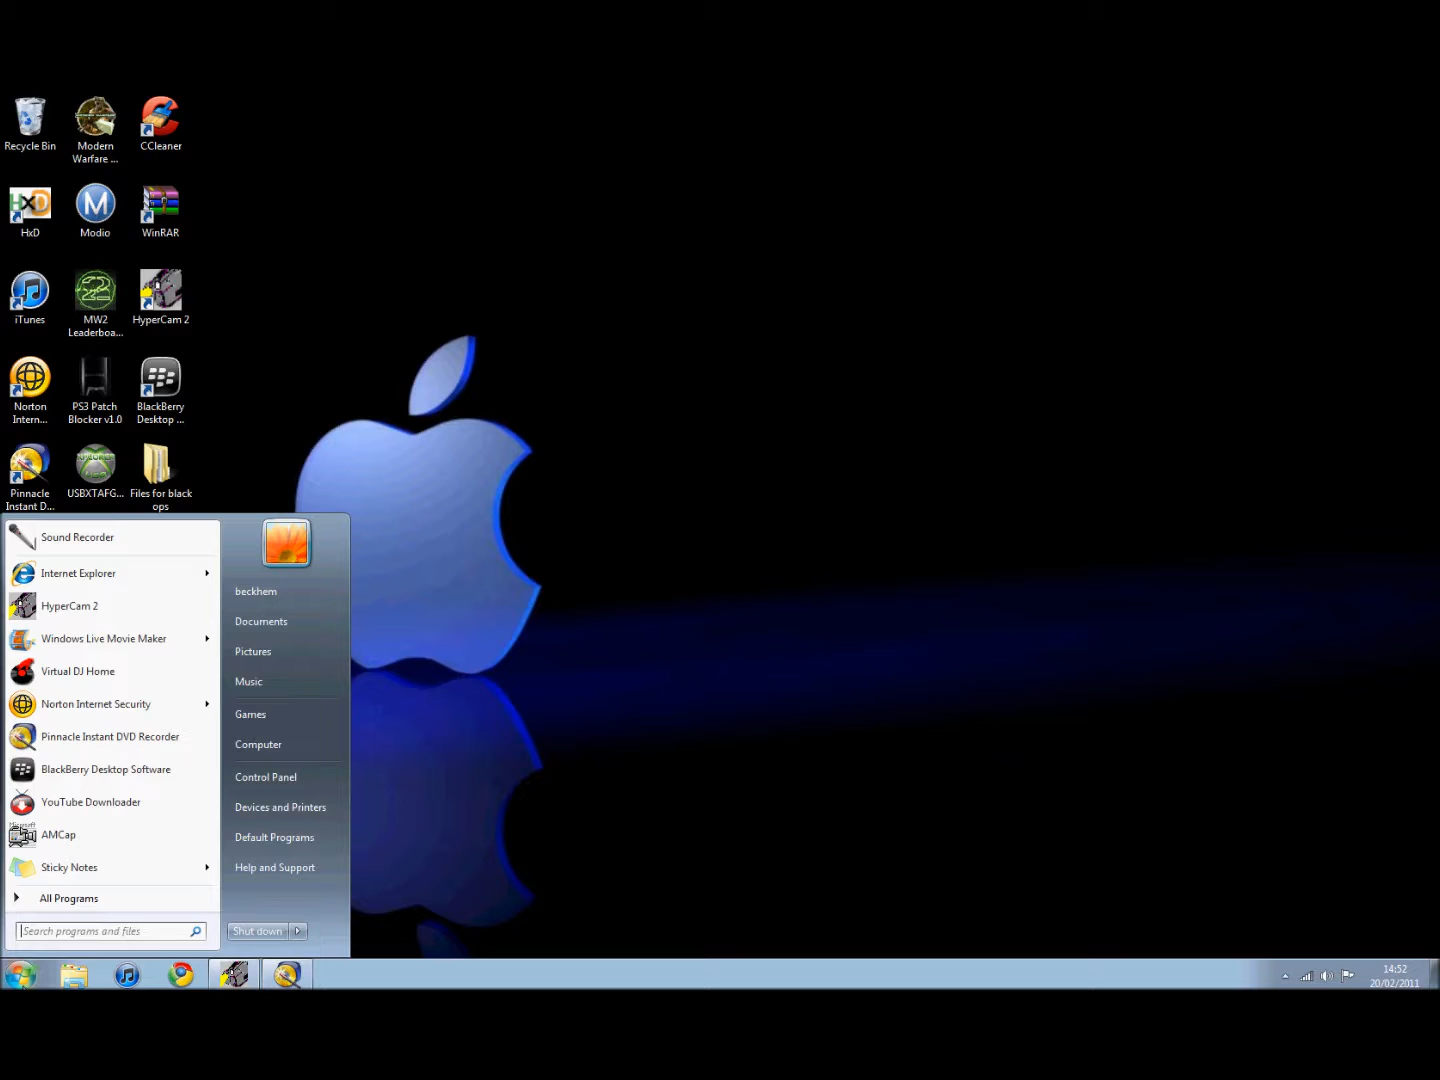 Recycle Bin
Modern
Warfare ...
CCleaner
HxD
HxD
M
Modio
WinRAR
iTunes
2
MW2
Leaderboa...
HyperCam 2
Norton
Intern...
PS3 Patch
Blocker v1.0
BlackBerry
Desktop ...
Pinnacle
Instant D...
USBXTAFG...
Files for black
ops
Sound Recorder
Internet Explorer
HyperCam 2
Windows Live Movie Maker
Virtual DJ Home
Norton Internet Security
Pinnacle Instant DVD Recorder
BlackBerry Desktop Software
YouTube Downloader
Microsoft
AMCap
Sticky Notes
All Programs
Search programs and files
beckhem
Documents
Pictures
Music
Games
Computer
Control Panel
Devices and Printers
Default Programs
Help and Support
Shut down
14:52
20/02/2011